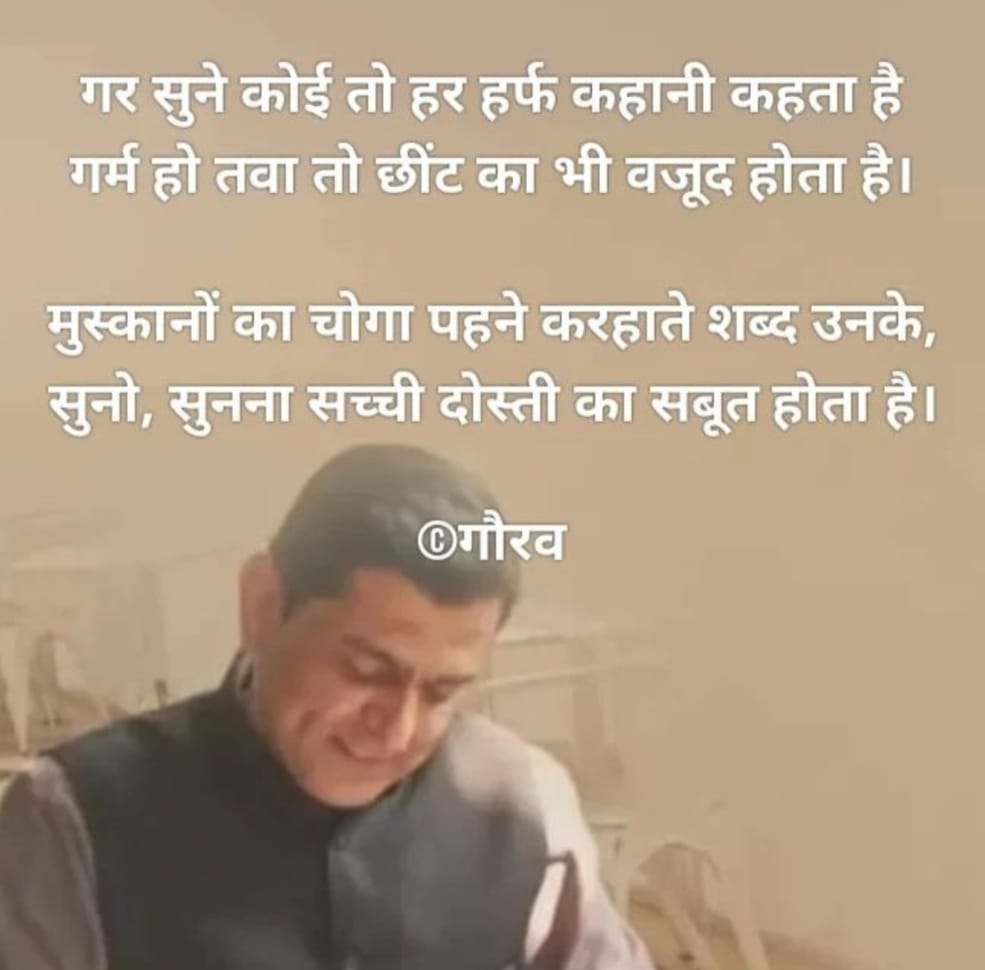 गर सुने कोई तो हर हर्फ कहानी कहता है
गर्म हो तवा तो छींट का भी वजूद होता है।
मुस्कानों का चोगा पहने करहाते शब्द उनके,
सुनो, सुनना सच्ची दोस्ती का सबूत होता है।
©गौरव